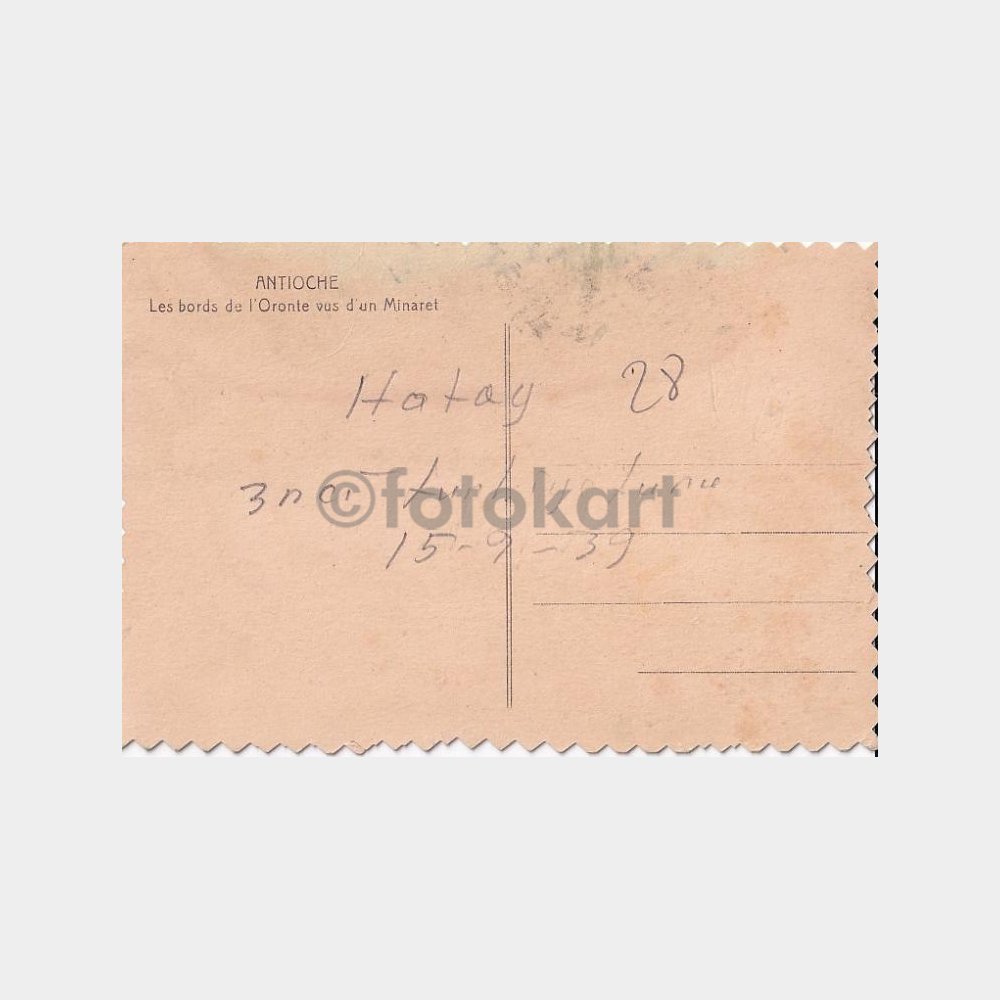 ANTIOCHE
Les bords de l'Oronte vus d'un Minaret
Hatay 28
©fotokart
15-9-39